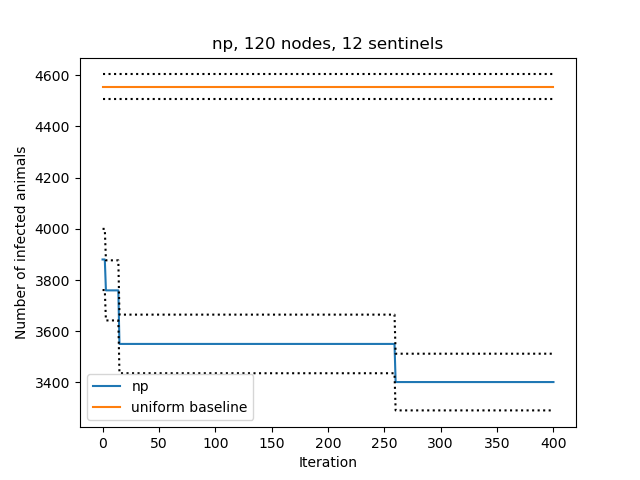 np, 120 nodes, 12 sentinels
Number of infected animals
4600
4400
4200
4000
3800
3600
3400
np
uniform baseline
0 50 100 150 200 250 300 350 400
Iteration